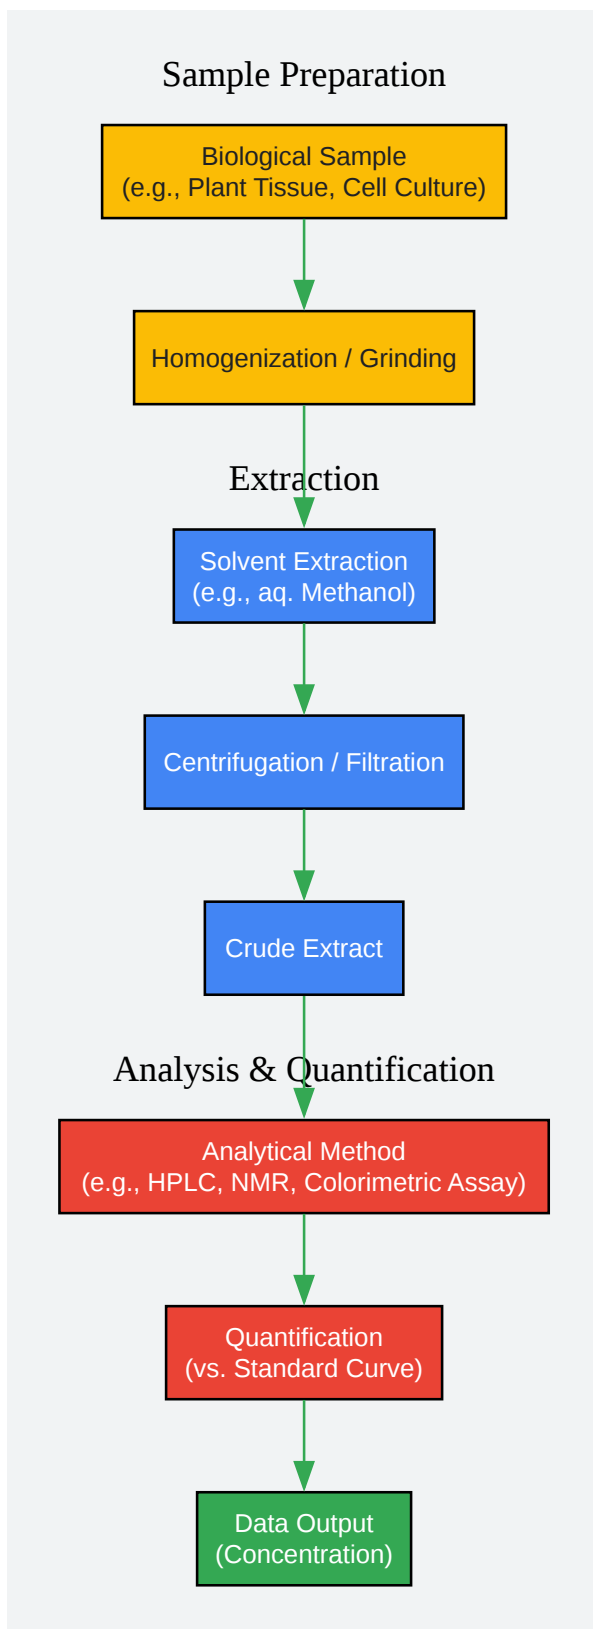 Sample Preparation
Biological Sample
(e.g., Plant Tissue, Cell Culture)
Homogenization / Grinding
Extraction
Solvent Extraction
(e.g., aq. Methanol)
Centrifugation / Filtration
Crude Extract
Analysis & Quantification
Analytical Method
(e.g., HPLC, NMR, Colorimetric Assay)
Quantification
(vs. Standard Curve)
Data Output
(Concentration)